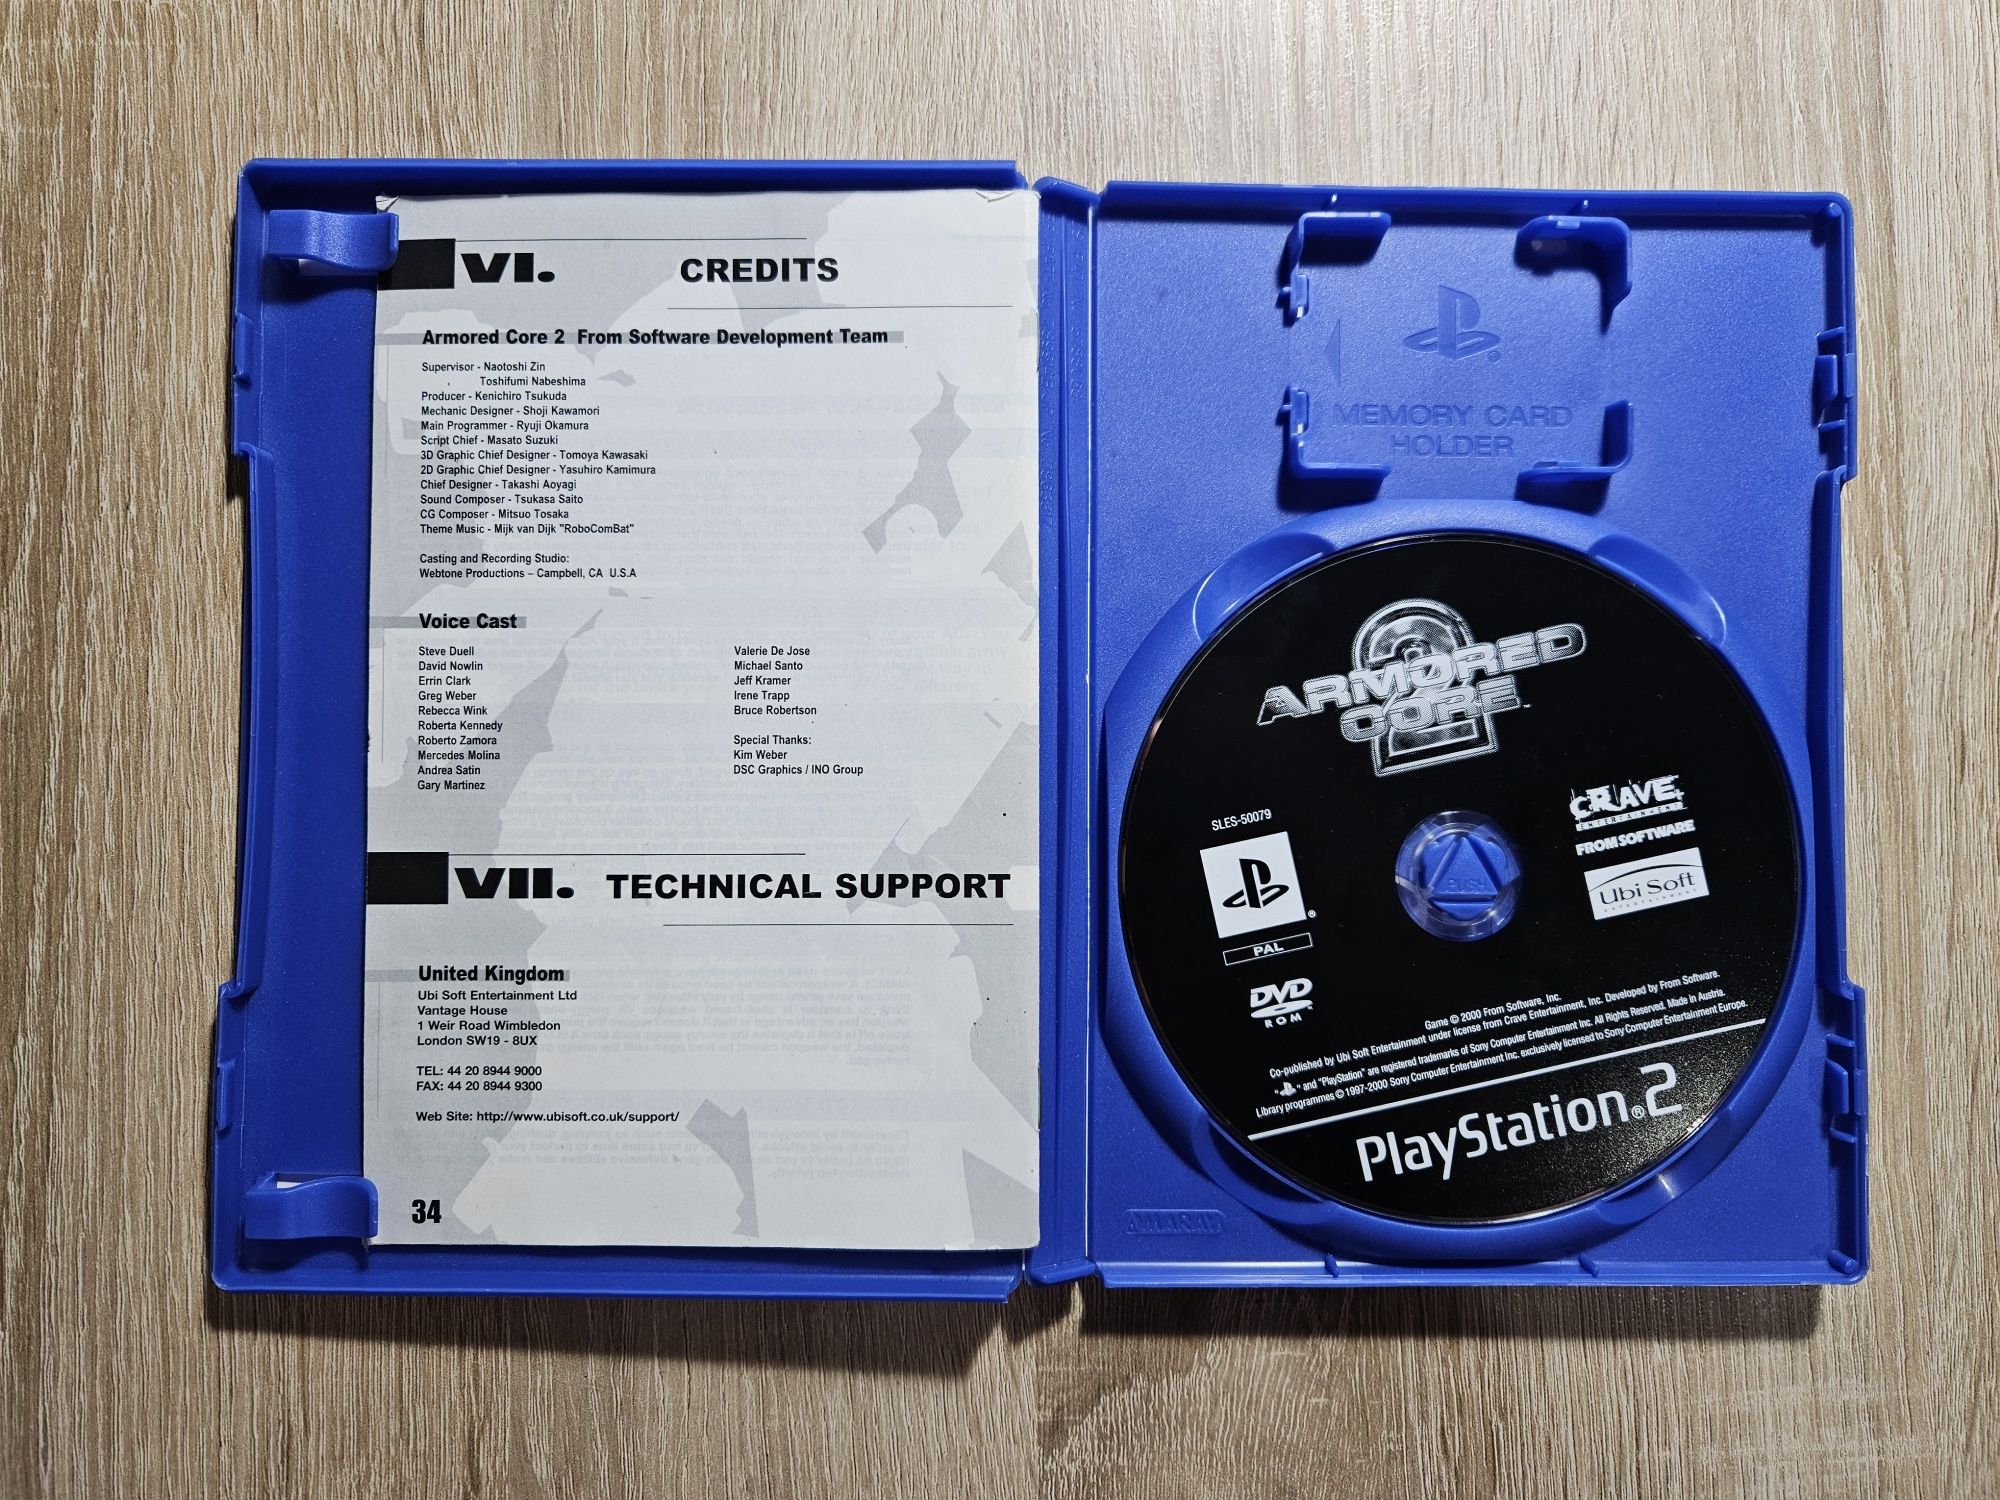 VI. CREDITS
Armored Core 2 From Software Development Team
Supervisor - Naotoshi Zin
Toshifumi Nabeshima
Producer - Kenichiro Tsukuda
Mechanic Designer - Shoji Kawamori
Main Programmer - Ryuji Okamura
Script Chief - Masato Suzuki
3D Graphic Chief Designer - Tomoya Kawasaki
2D Graphic Chief Designer - Yasuhiro Kamimura
Chief Designer - Takashi Aoyagi
Sound Composer - Tsukasa Saito
CG Composer - Mitsuo Tosaka
Theme Music - Mijk van Dijk "RoboComBat"
Casting and Recording Studio:
Webtone Productions – Campbell, CA U.S.A
Voice Cast
Steve Duell
David Nowlin
Errin Clark
Greg Weber
Rebecca Wink
Roberta Kennedy
Roberto Zamora
Mercedes Molina
Andrea Satin
Gary Martinez
Valerie De Jose
Michael Santo
Jeff Kramer
Irene Trapp
Bruce Robertson
Special Thanks:
Kim Weber
DSC Graphics / INO Group
VII. TECHNICAL SUPPORT
United Kingdom
Ubi Soft Entertainment Ltd
Vantage House
1 Weir Road Wimbledon
London SW19 - 8UX
TEL: 44 20 8944 9000
FAX: 44 20 8944 9300
Web Site: http://www.ubisoft.co.uk/support/
34
MEMORY CARD
HOLDER
ARMORED
CORE™
2
SLES-50079
PAL
DVD
ROM
CRAVE
ENTERTAINMENT
FROMSOFTWARE
Ubi Soft
ENTERTAINMENT
PUSH
Game © 2000 From Software, Inc.
Co-published by Ubi Soft Entertainment under license from Crave Entertainment, Inc. Developed by From Software.
" " and "PlayStation" are registered trademarks of Sony Computer Entertainment Inc. All Rights Reserved. Made in Austria.
Library programmes © 1997-2000 Sony Computer Entertainment Inc. exclusively licensed to Sony Computer Entertainment Europe.
PlayStation®2
AMARAY